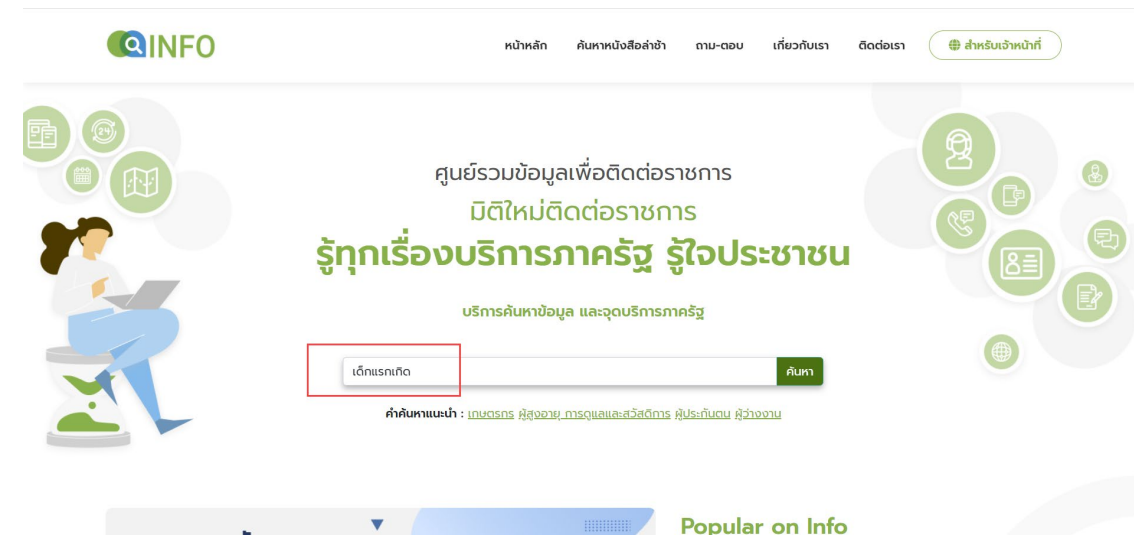 INFO
หน้าหลัก ค้นหาหนังสือล่าช้า ถาม-ตอบ เกี่ยวกับเรา ติดต่อเรา สำหรับเจ้าหน้าที่
24
ศูนย์รวมข้อมูลเพื่อติดต่อราชการ
มิติใหม่ติดต่อราชการ
รู้ทุกเรื่องบริการภาครัฐ รู้ใจประชาชน
บริการค้นหาข้อมูล และจุดบริการภาครัฐ
เด็กแรกเกิด ค้นหา
คำค้นหาแนะนำ : เกษตรกร ผู้สูงอายุ การดูแลและสวัสดิการ ผู้ประกันตน ผู้ว่างงาน
Popular on Info